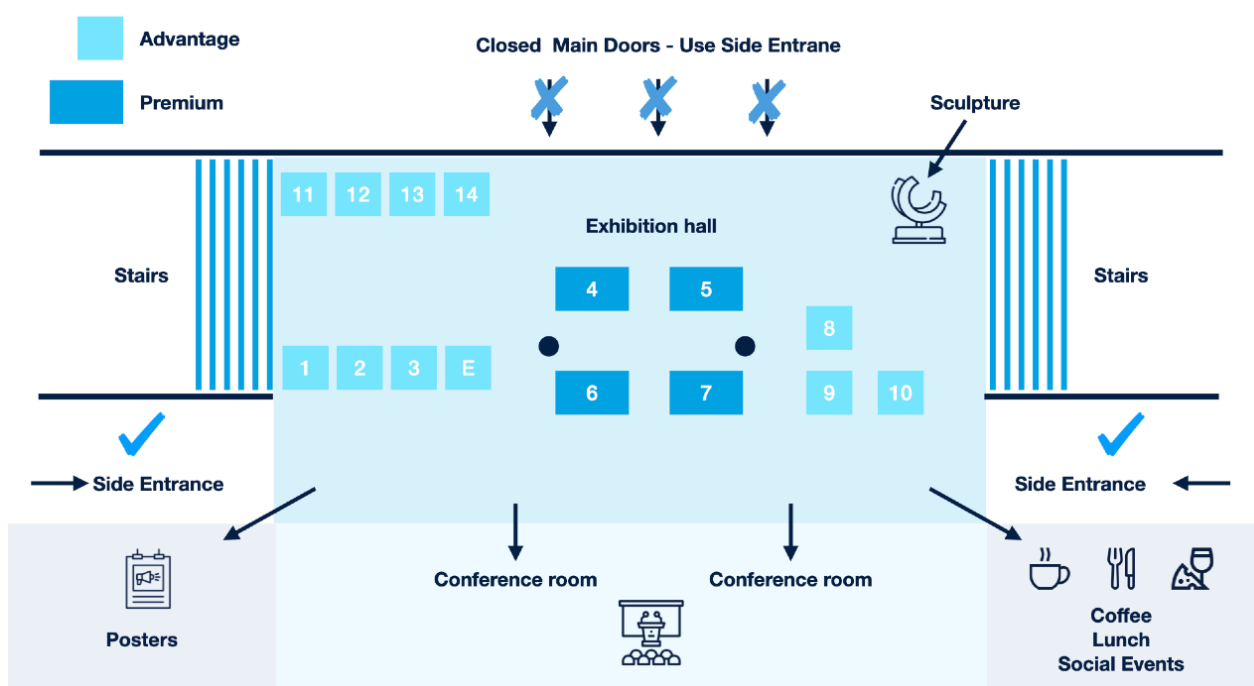 Advantage
Closed Main Doors - Use Side Entrane
Premium
Sculpture
11 12 13 14
Exhibition hall
Stairs
4 5
Stairs
8
1 2 3 E
6 7
9 10
Side Entrance
Side Entrance
Conference room
Conference room
Posters
Coffee
Lunch
Social Events